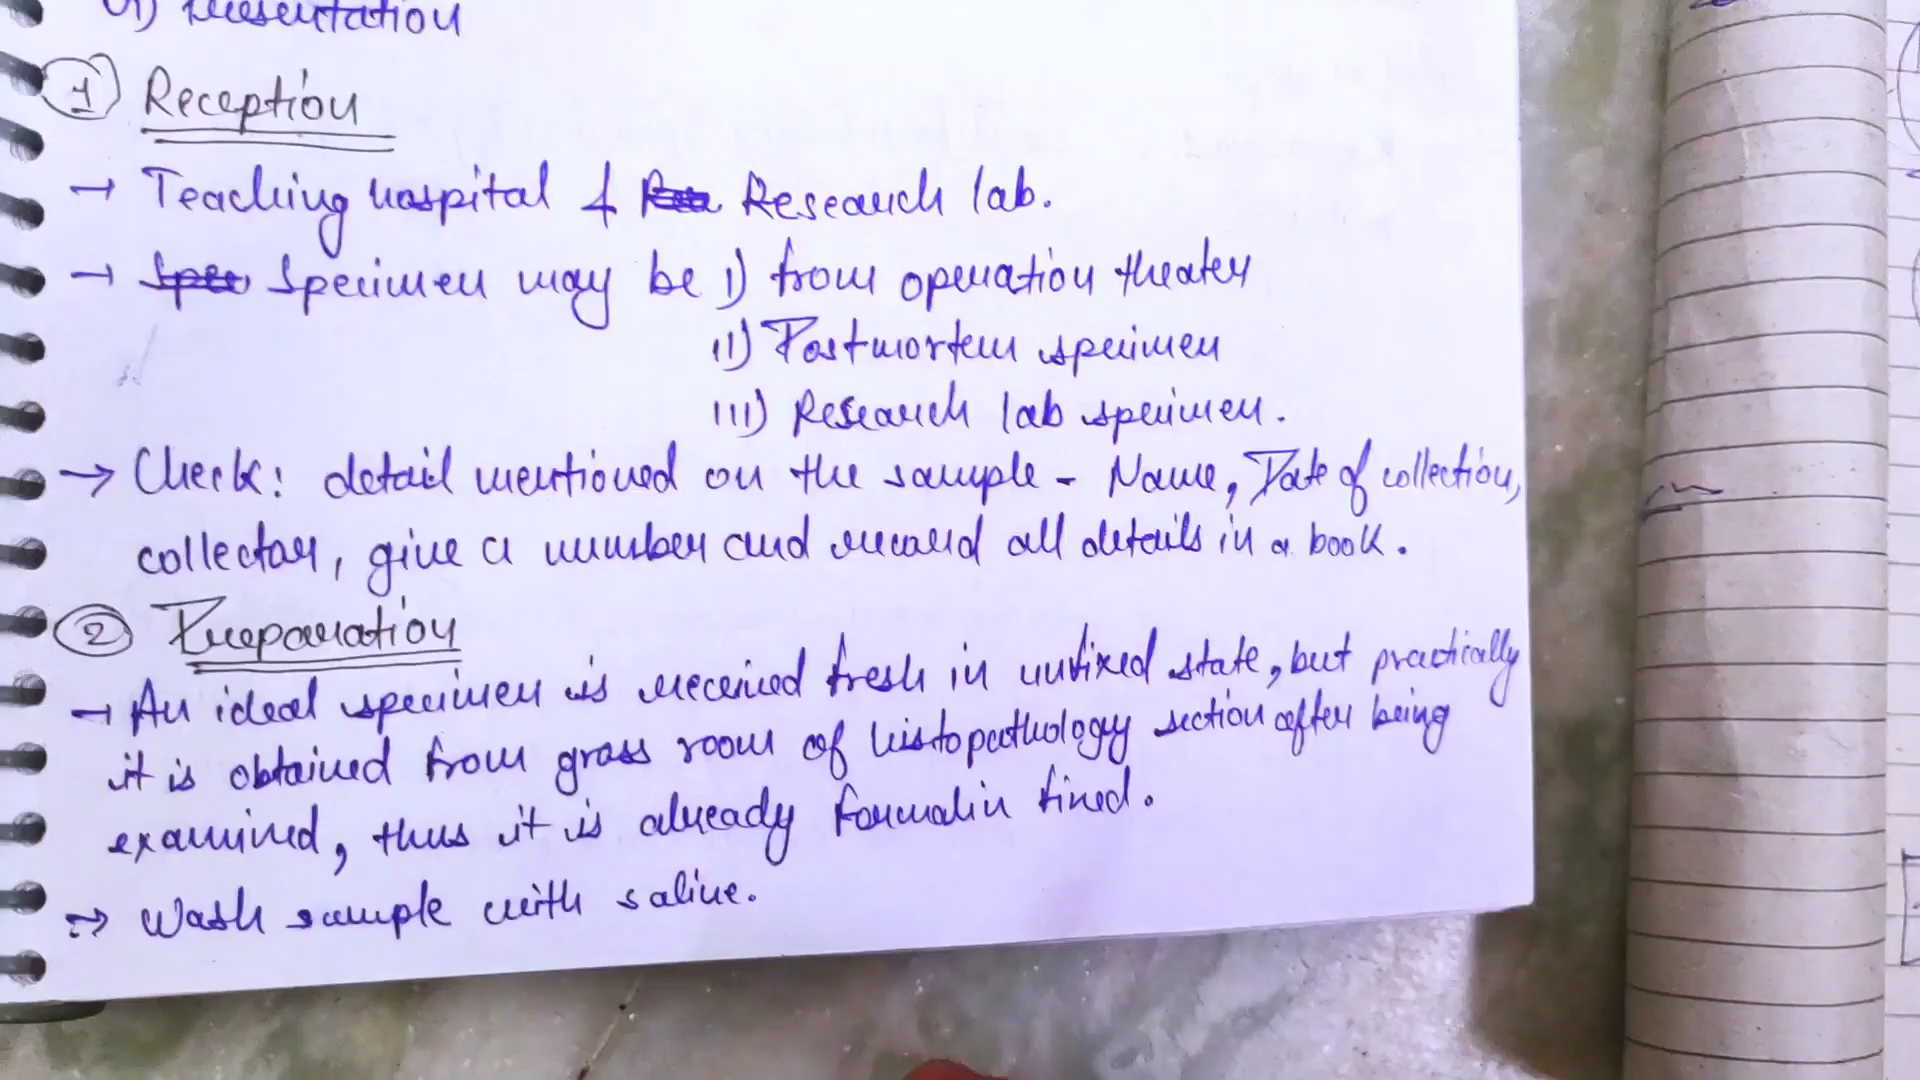 VI) Presentation
1 Reception
→ Teaching hospital & Research lab.
→ Specimen may be I) from operation theater
II) Postmortem specimen
III) Research lab specimen.
→ Check: detail mentioned on the sample - Name, Date of collection,
collector, give a number and record all details in a book.
2 Preparation
→ An ideal specimen is received fresh in unfixed state, but practically
it is obtained from gross room of histopathology section after being
examined, thus it is already formalin fixed.
→ Wash sample with saline.